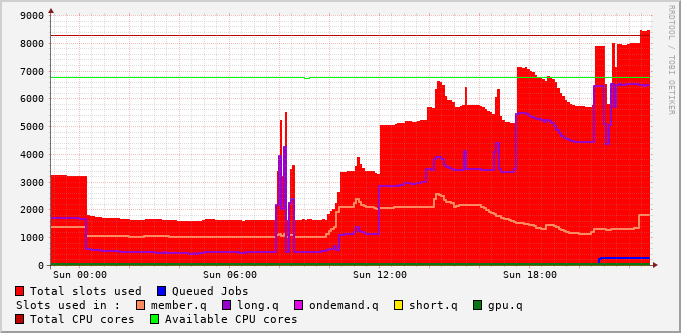 9000
8000
7000
6000
5000
4000
3000
2000
1000
0
Sun 00:00 Sun 06:00 Sun 12:00 Sun 18:00
RRDTOOL / TOBI OETIKER
Total slots used Queued Jobs
Slots used in : member.q long.q ondemand.q short.q gpu.q
Total CPU cores Available CPU cores